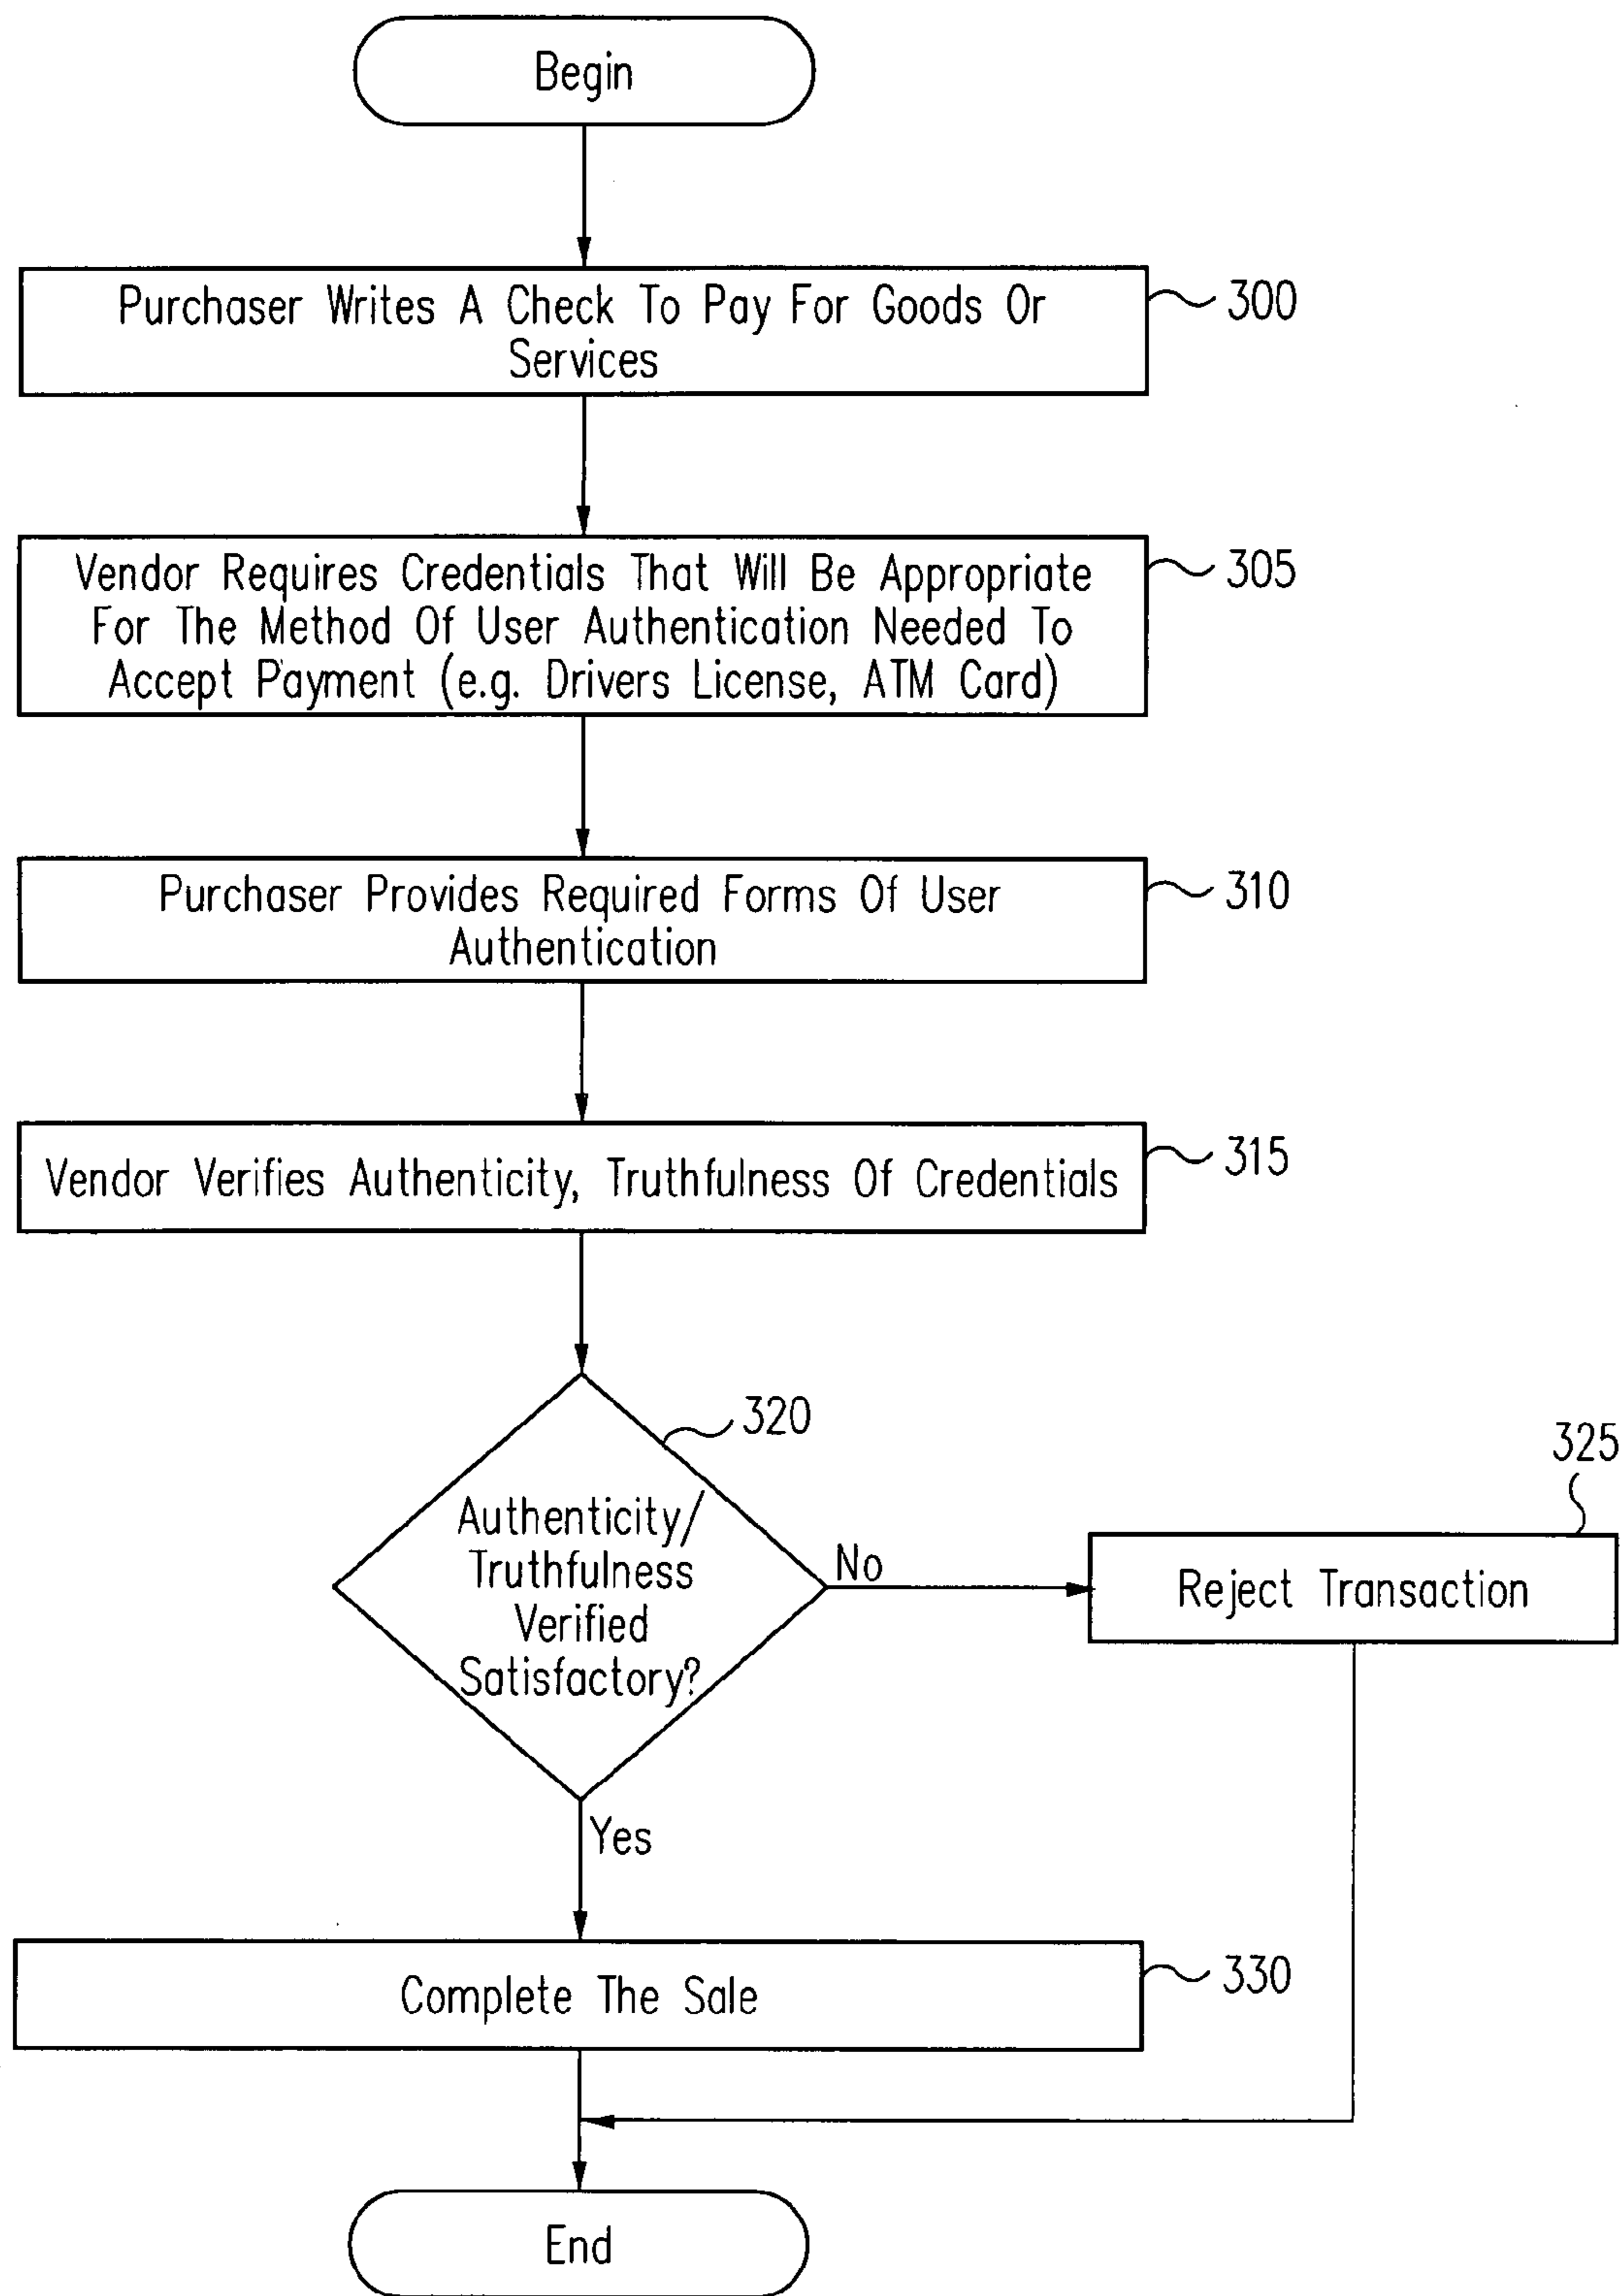 Begin
Purchaser Writes A Check To Pay For Goods Or
Services
300
Vendor Requires Credentials That Will Be Appropriate
For The Method Of User Authentication Needed To
Accept Payment (e.g. Drivers License, ATM Card)
305
Purchaser Provides Required Forms Of User
Authentication
310
Vendor Verifies Authenticity, Truthfulness Of Credentials
315
320
Authenticity/
Truthfulness
Verified
Satisfactory?
No
325
Reject Transaction
Yes
Complete The Sale
330
End